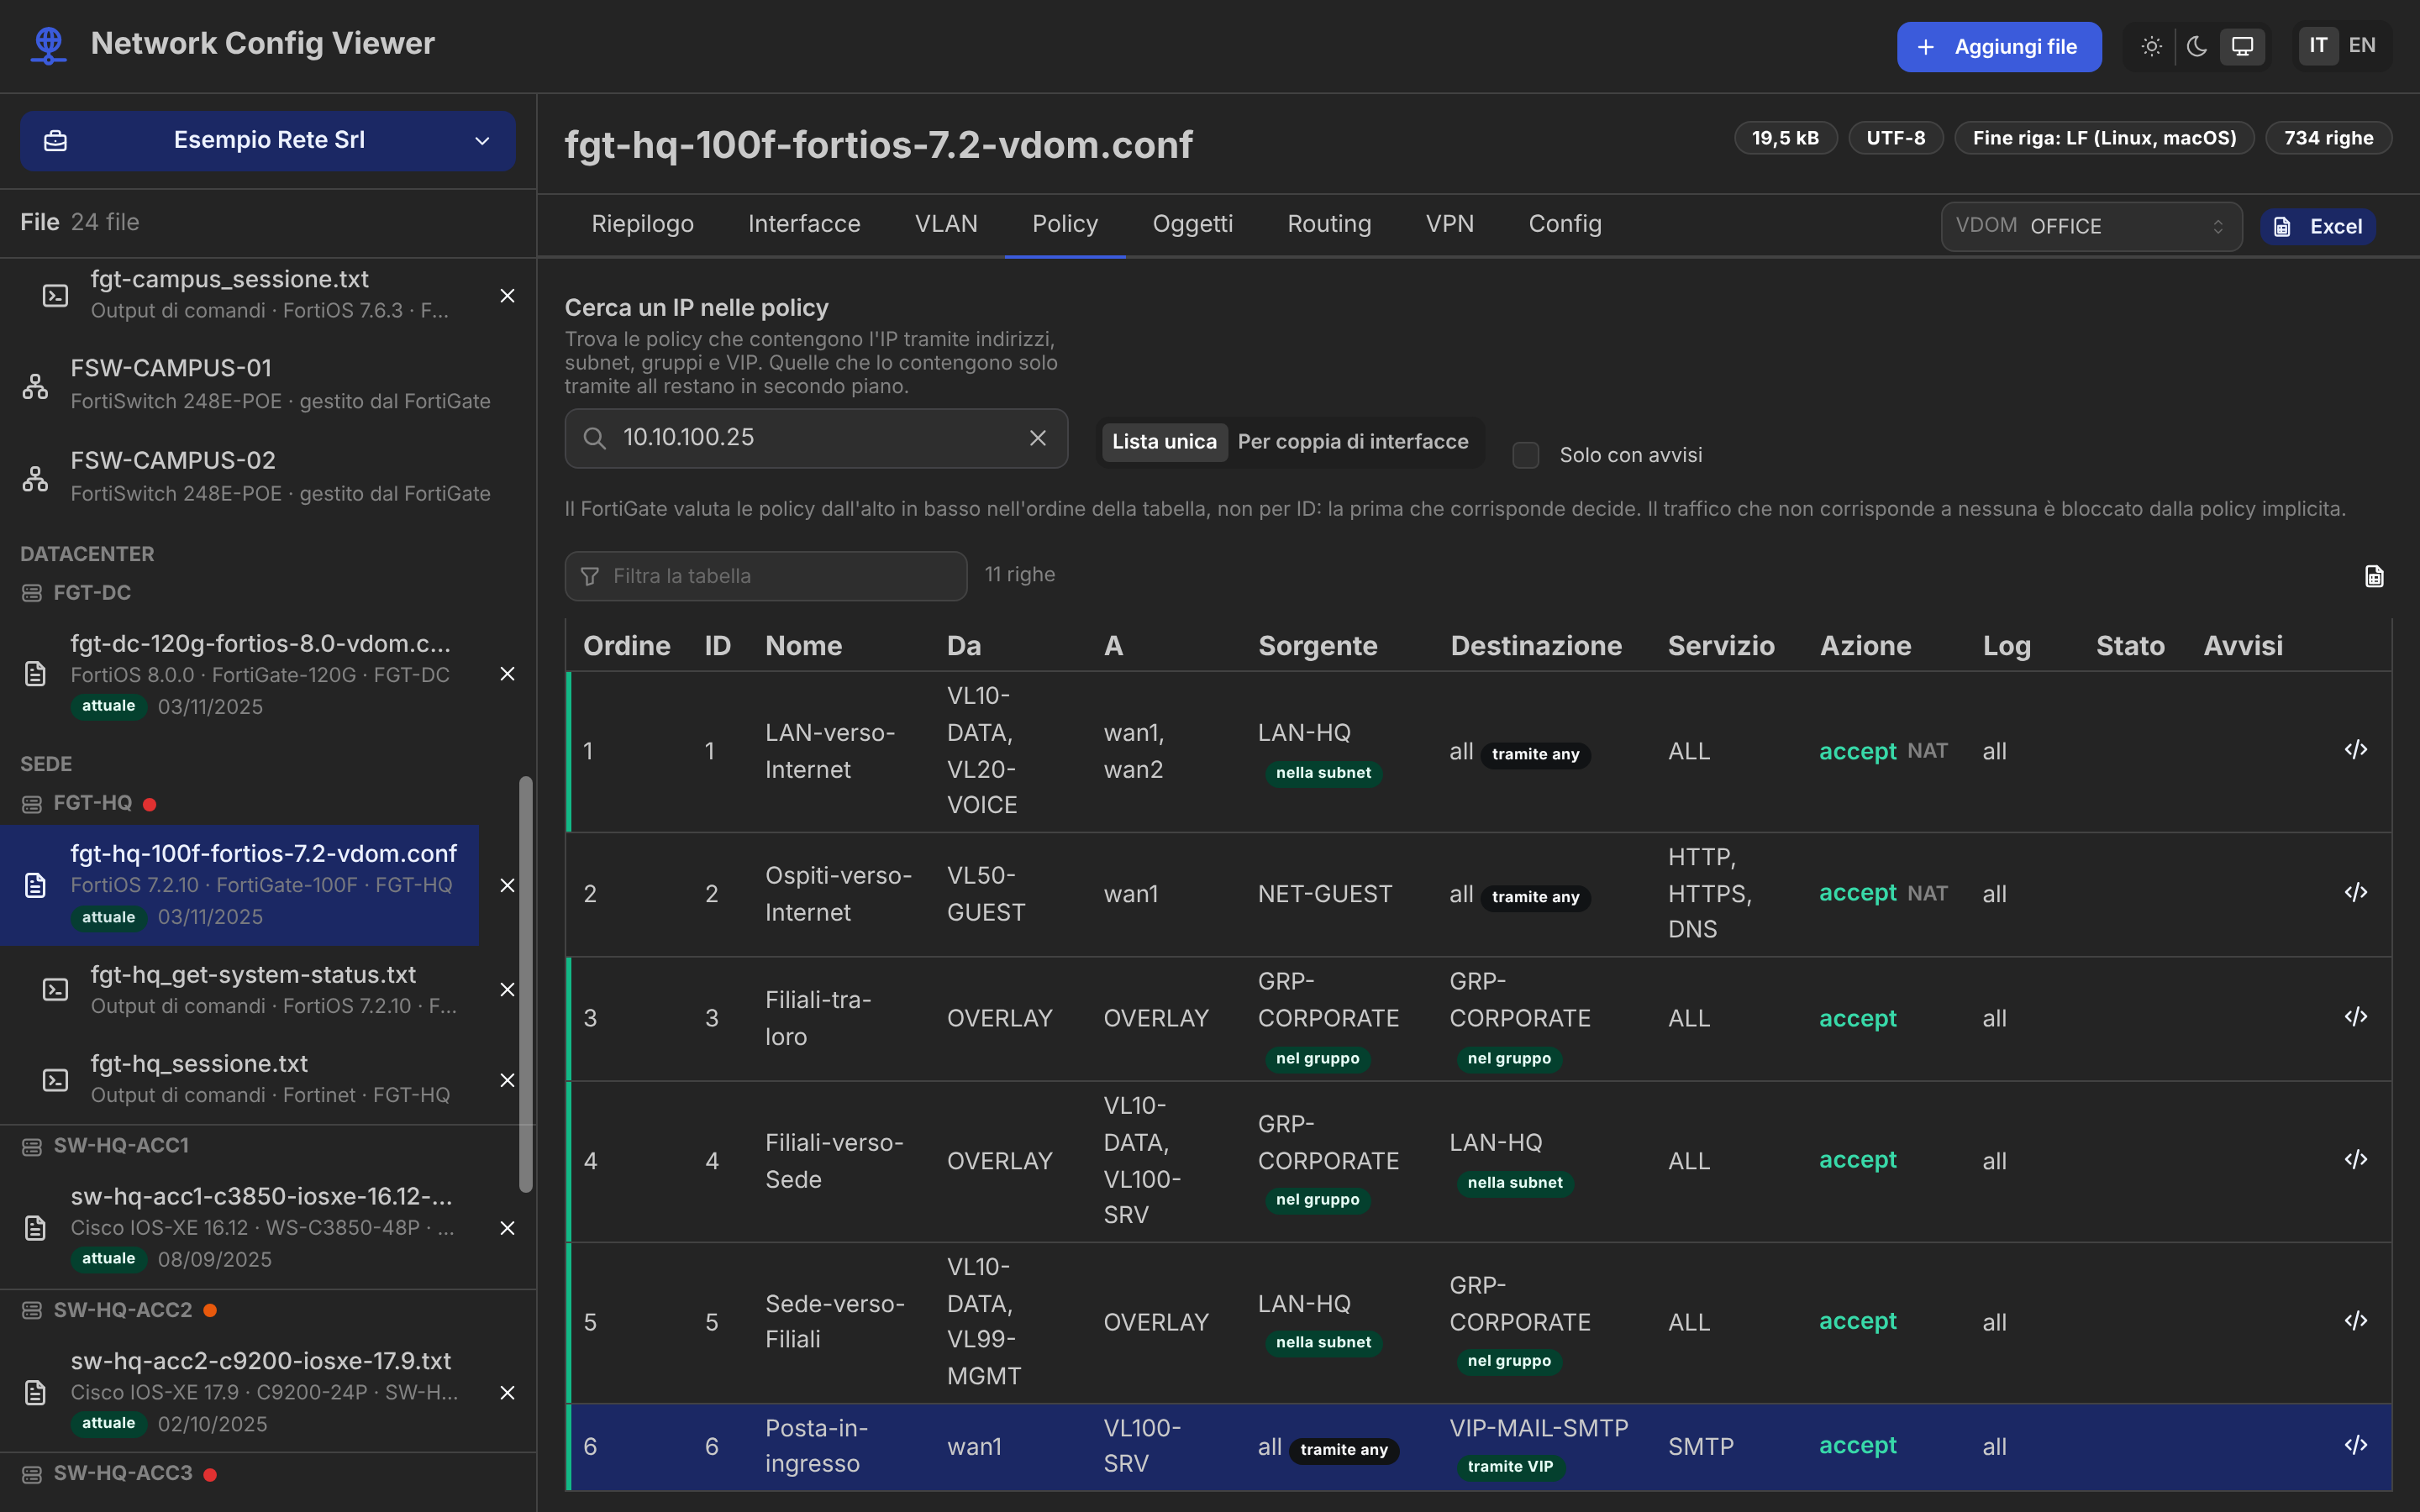 Network Config Viewer
Aggiungi file
IT EN
Esempio Rete Srl
File 24 file
fgt-campus_sessione.txt
Output di comandi · FortiOS 7.6.3 · F...
FSW-CAMPUS-01
FortiSwitch 248E-POE · gestito dal FortiGate
FSW-CAMPUS-02
FortiSwitch 248E-POE · gestito dal FortiGate
DATACENTER
FGT-DC
fgt-dc-120g-fortios-8.0-vdom.c...
FortiOS 8.0.0 · FortiGate-120G · FGT-DC
attuale 03/11/2025
SEDE
FGT-HQ
fgt-hq-100f-fortios-7.2-vdom.conf
FortiOS 7.2.10 · FortiGate-100F · FGT-HQ
attuale 03/11/2025
fgt-hq_get-system-status.txt
Output di comandi · FortiOS 7.2.10 · F...
fgt-hq_sessione.txt
Output di comandi · Fortinet · FGT-HQ
SW-HQ-ACC1
sw-hq-acc1-c3850-iosxe-16.12-...
Cisco IOS-XE 16.12 · WS-C3850-48P · ...
attuale 08/09/2025
SW-HQ-ACC2
sw-hq-acc2-c9200-iosxe-17.9.txt
Cisco IOS-XE 17.9 · C9200-24P · SW-H...
attuale 02/10/2025
SW-HQ-ACC3
fgt-hq-100f-fortios-7.2-vdom.conf
19,5 kB UTF-8 Fine riga: LF (Linux, macOS) 734 righe
Riepilogo Interfacce VLAN Policy Oggetti Routing VPN Config
VDOM OFFICE
Excel
Cerca un IP nelle policy
Trova le policy che contengono l'IP tramite indirizzi,
subnet, gruppi e VIP. Quelle che lo contengono solo
tramite all restano in secondo piano.
10.10.100.25
Lista unica Per coppia di interfacce
Solo con avvisi
Il FortiGate valuta le policy dall'alto in basso nell'ordine della tabella, non per ID: la prima che corrisponde decide. Il traffico che non corrisponde a nessuna è bloccato dalla policy implicita.
Filtra la tabella
11 righe
Ordine ID Nome Da A Sorgente Destinazione Servizio Azione Log Stato Avvisi
1
1
LAN-verso-
Internet
VL10-
DATA,
VL20-
VOICE
wan1,
wan2
LAN-HQ
nella subnet
all tramite any
ALL
accept NAT
all
2
2
Ospiti-verso-
Internet
VL50-
GUEST
wan1
NET-GUEST
all tramite any
HTTP,
HTTPS,
DNS
accept NAT
all
3
3
Filiali-tra-
loro
OVERLAY
OVERLAY
GRP-
CORPORATE
nel gruppo
GRP-
CORPORATE
nel gruppo
ALL
accept
all
4
4
Filiali-verso-
Sede
OVERLAY
VL10-
DATA,
VL100-
SRV
GRP-
CORPORATE
nel gruppo
LAN-HQ
nella subnet
ALL
accept
all
5
5
Sede-verso-
Filiali
VL10-
DATA,
VL99-
MGMT
OVERLAY
LAN-HQ
nella subnet
GRP-
CORPORATE
nel gruppo
ALL
accept
all
6
6
Posta-in-
ingresso
wan1
VL100-
SRV
all tramite any
VIP-MAIL-SMTP
tramite VIP
SMTP
accept
all